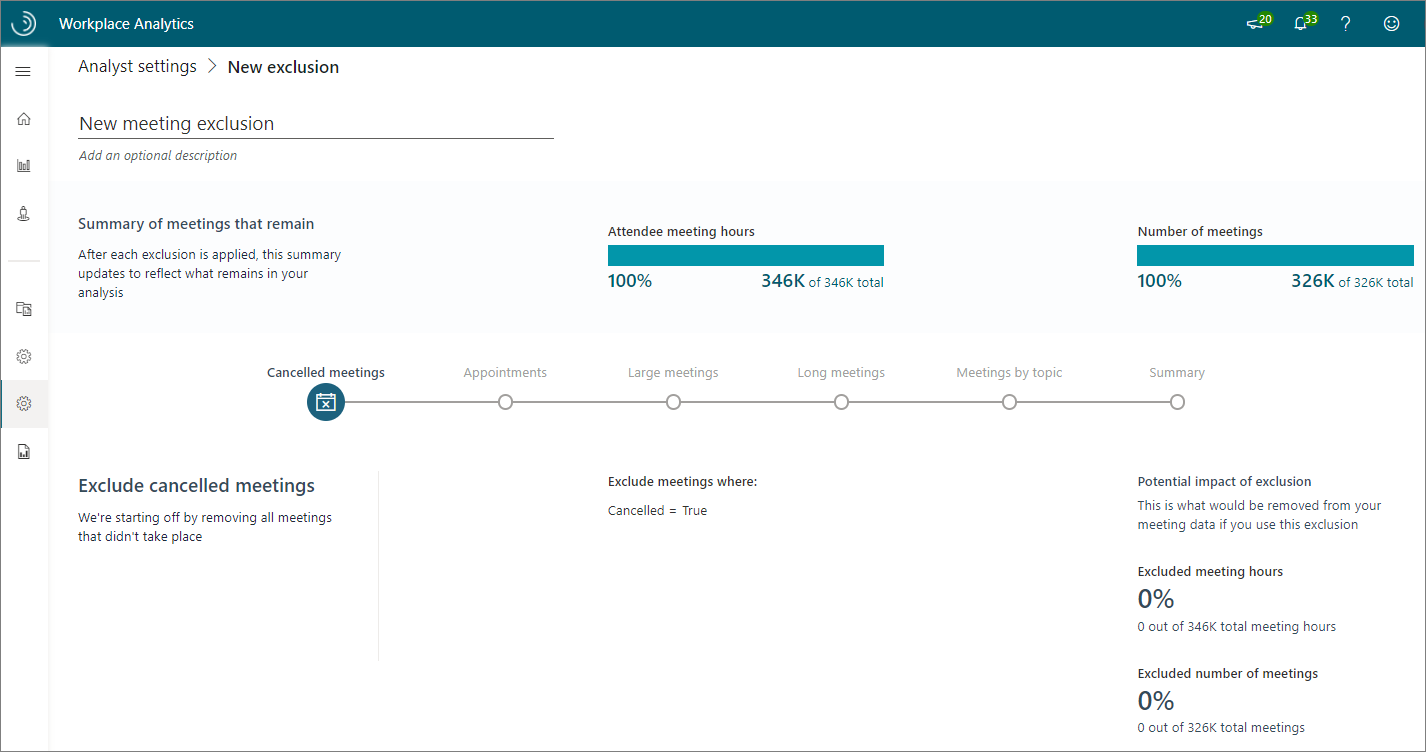 Workplace Analytics
20
33
?
Analyst settings > New exclusion
New meeting exclusion
Add an optional description
Summary of meetings that remain
After each exclusion is applied, this summary
updates to reflect what remains in your
analysis
Attendee meeting hours
100% 346K of 346K total
Number of meetings
100% 326K of 326K total
Cancelled meetings
Appointments
Large meetings
Long meetings
Meetings by topic
Summary
Exclude cancelled meetings
We're starting off by removing all meetings
that didn't take place
Exclude meetings where:
Cancelled = True
Potential impact of exclusion
This is what would be removed from your
meeting data if you use this exclusion
Excluded meeting hours
0%
0 out of 346K total meeting hours
Excluded number of meetings
0%
0 out of 326K total meetings